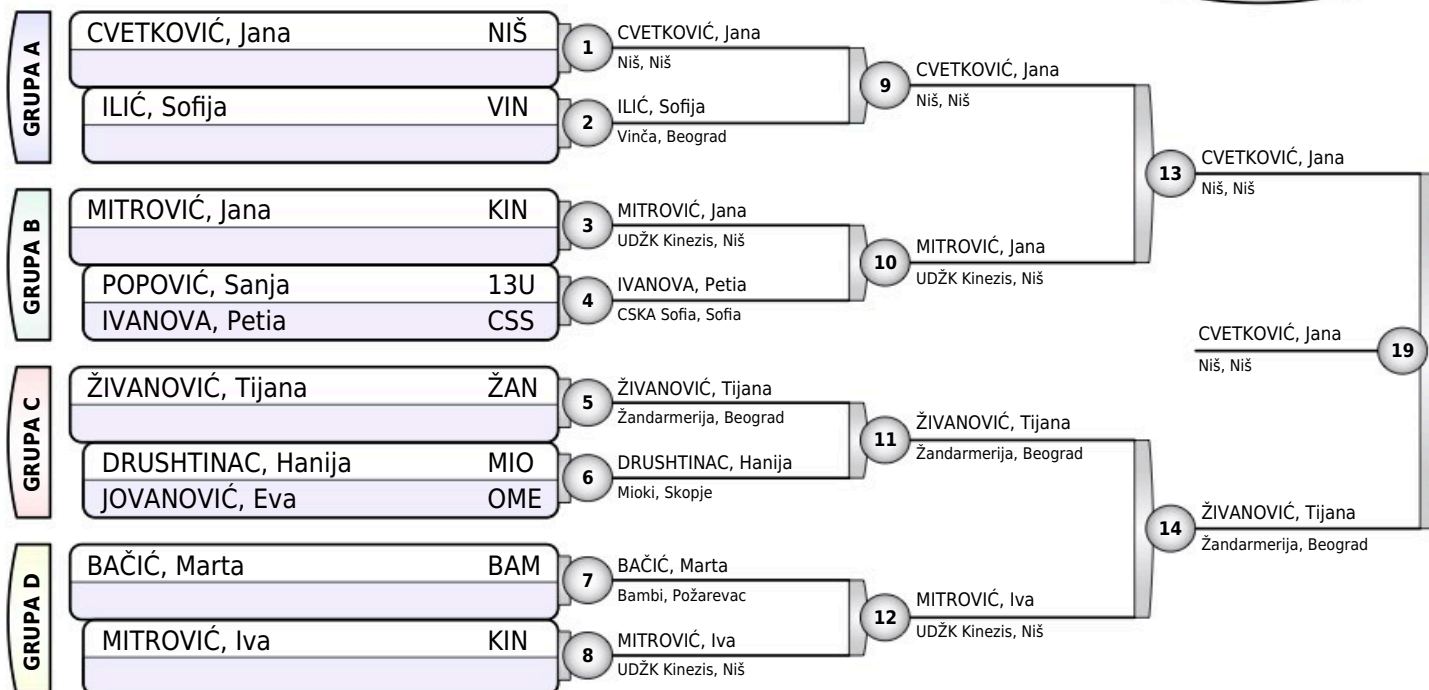 GRUPA A
CVETKOVIĆ, Jana NIŠ
ILIĆ, Sofija VIN
GRUPA B
MITROVIĆ, Jana KIN
POPOVIĆ, Sanja 13U
IVANOVA, Petia CSS
GRUPA C
ŽIVANOVIĆ, Tijana ŽAN
DRUSHTINAC, Hanija MIO
JOVANOVIĆ, Eva OME
GRUPA D
BAČIĆ, Marta BAM
MITROVIĆ, Iva KIN
1 CVETKOVIĆ, Jana
Niš, Niš
2 ILIĆ, Sofija
Vinča, Beograd
3 MITROVIĆ, Jana
UDŽK Kinezis, Niš
4 IVANOVA, Petia
CSKA Sofia, Sofia
5 ŽIVANOVIĆ, Tijana
Žandarmerija, Beograd
6 DRUSHTINAC, Hanija
Mioki, Skopje
7 BAČIĆ, Marta
Bambi, Požarevac
8 MITROVIĆ, Iva
UDŽK Kinezis, Niš
9 CVETKOVIĆ, Jana
Niš, Niš
10 MITROVIĆ, Jana
UDŽK Kinezis, Niš
11 ŽIVANOVIĆ, Tijana
Žandarmerija, Beograd
12 MITROVIĆ, Iva
UDŽK Kinezis, Niš
13 CVETKOVIĆ, Jana
Niš, Niš
14 ŽIVANOVIĆ, Tijana
Žandarmerija, Beograd
CVETKOVIĆ, Jana 19
Niš, Niš